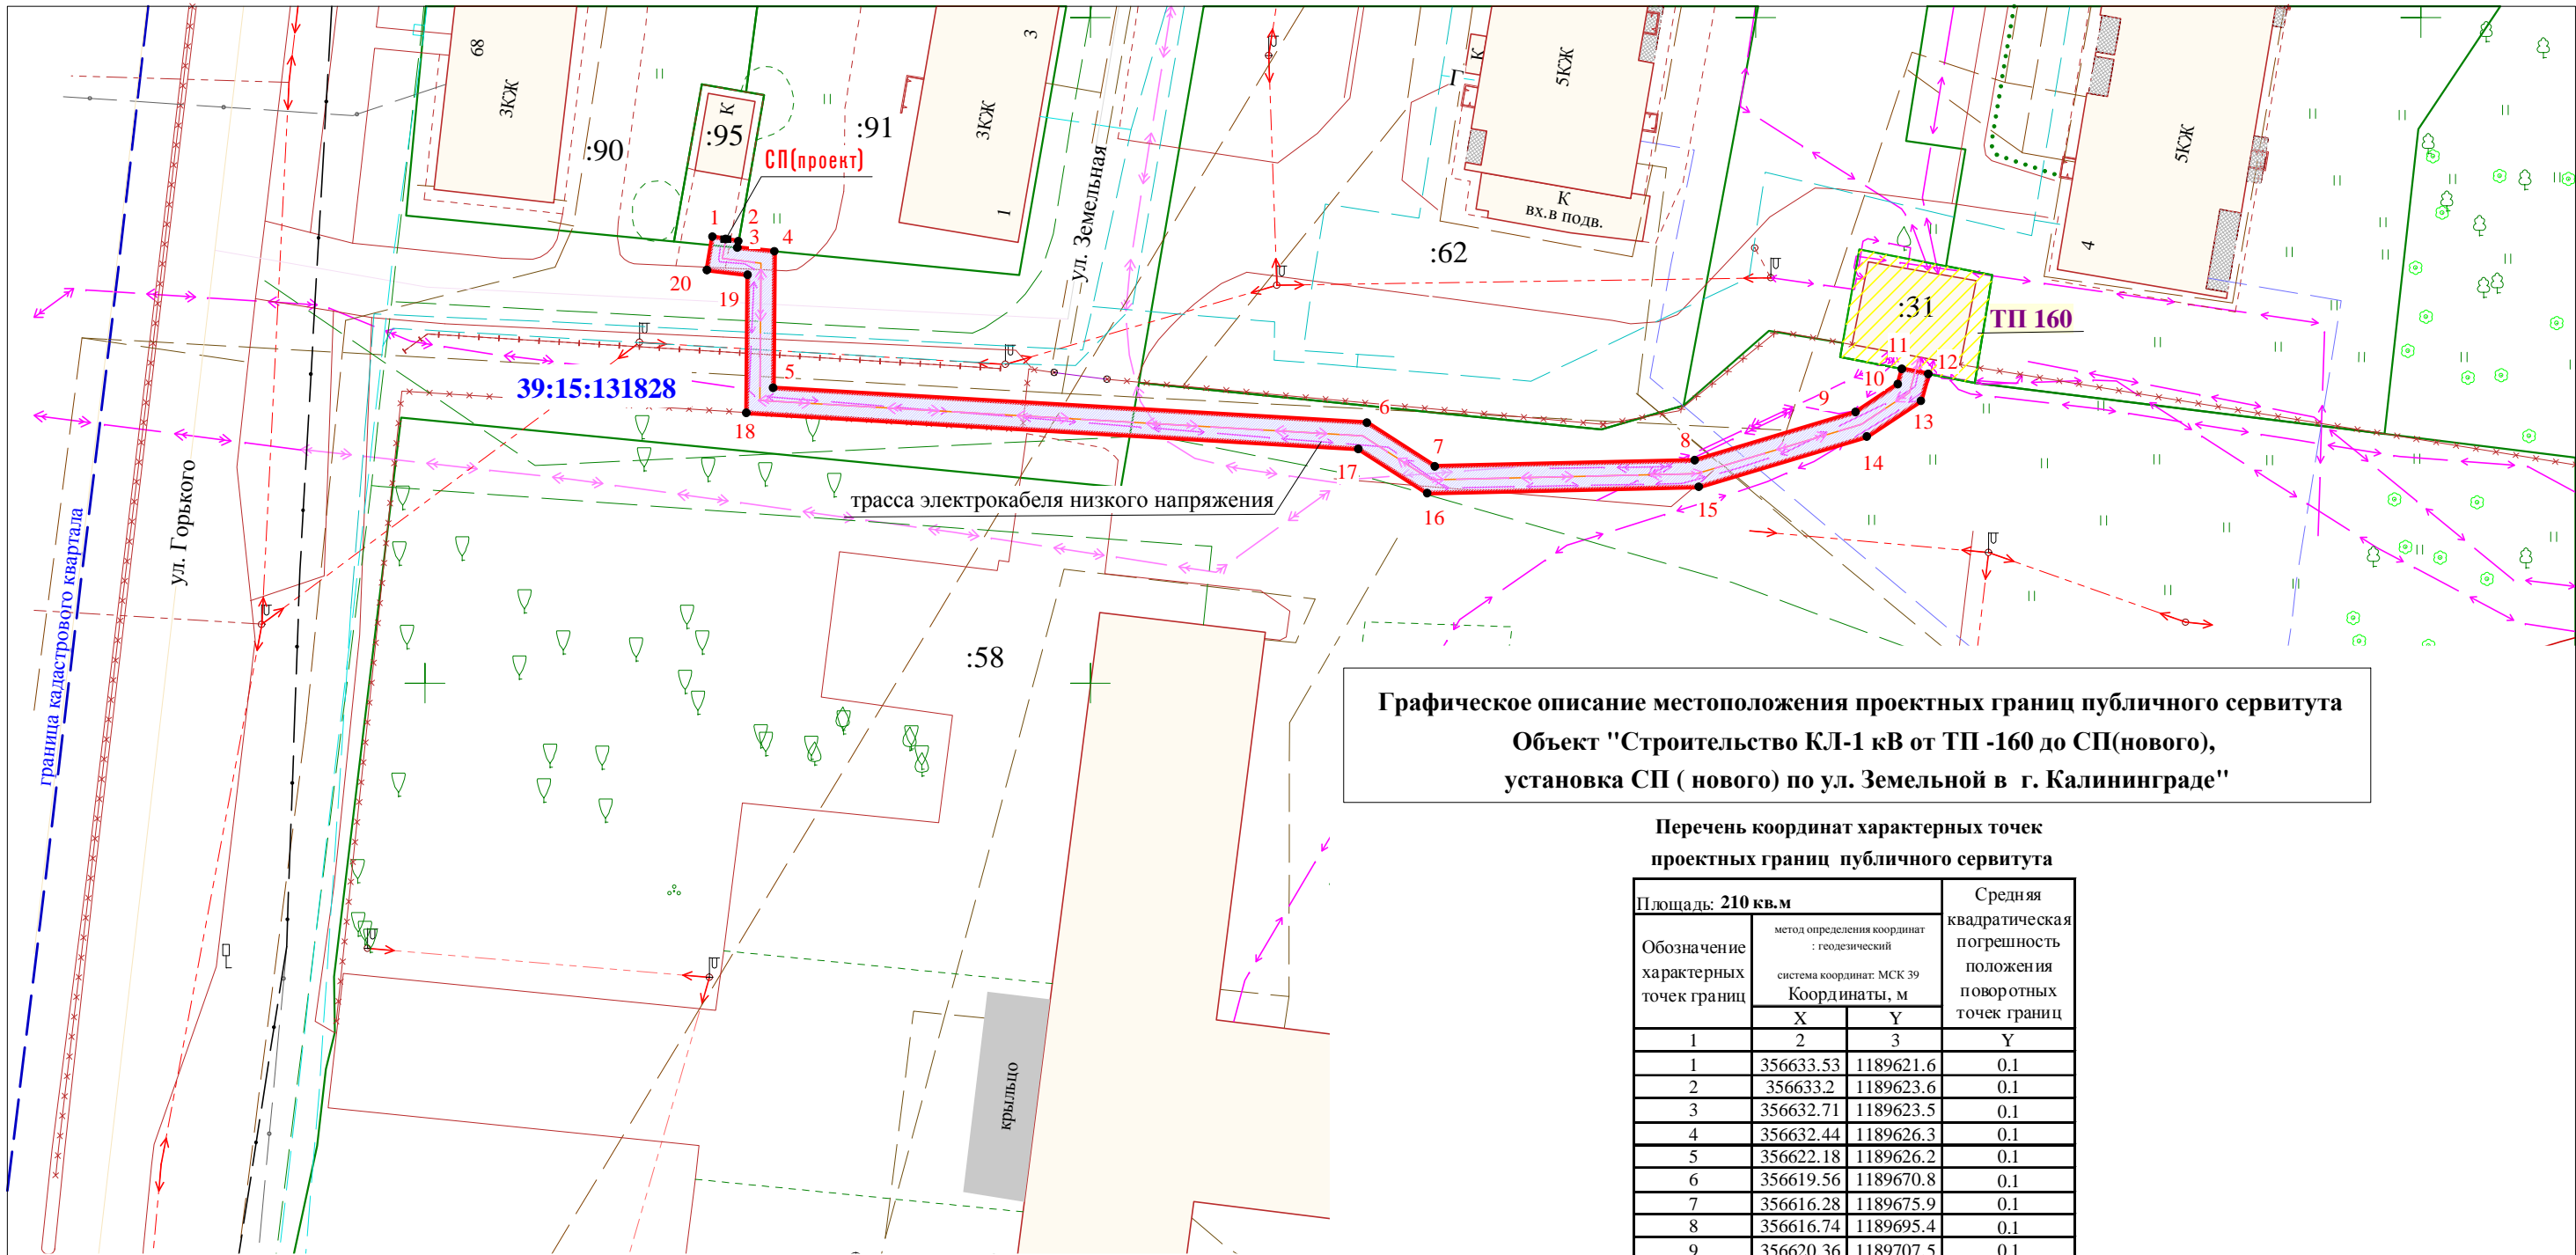 68
3КЖ
:90
К
:95
:91
СП(проект)
3
3КЖ
1
ул. Земельная
Г
К
5КЖ
К
вх.в подв.
:62
5КЖ
4
:31
ТП 160
1
2
3
4
20
19
5
39:15:131828
18
6
7
8
9
10
11
12
13
14
15
16
17
трасса электрокабеля низкого напряжения
ул. Горького
граница кадастрового квартала
:58
крыльцо
Графическое описание местоположения проектных границ публичного сервитута
Объект "Строительство КЛ-1 кВ от ТП -160 до СП(нового),
установка СП ( нового) по ул. Земельной в г. Калининграде"
Перечень координат характерных точек
проектных границ публичного сервитута
Площадь: 210 кв.м
Средняя
квадратическая
погрешность
положения
поворотных
точек границ
Обозначение
характерных
точек границ
метод определения координат
: геодезический
система координат: МСК 39
Координаты, м
X Y
1 2 3 Y
1 356633.53 1189621.6 0.1
2 356633.2 1189623.6 0.1
3 356632.71 1189623.5 0.1
4 356632.44 1189626.3 0.1
5 356622.18 1189626.2 0.1
6 356619.56 1189670.8 0.1
7 356616.28 1189675.9 0.1
8 356616.74 1189695.4 0.1
9 356620.36 1189707.5 0.1